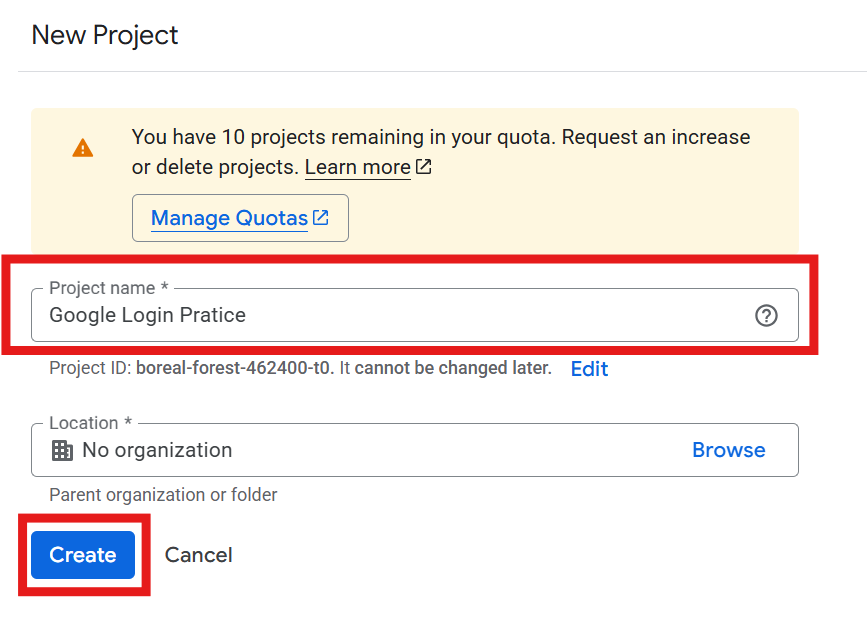 New Project
You have 10 projects remaining in your quota. Request an increase
or delete projects. Learn more
Manage Quotas
Project name *
Google Login Pratice
Project ID: boreal-forest-462400-t0. It cannot be changed later. Edit
Location *
No organization Browse
Parent organization or folder
Create Cancel